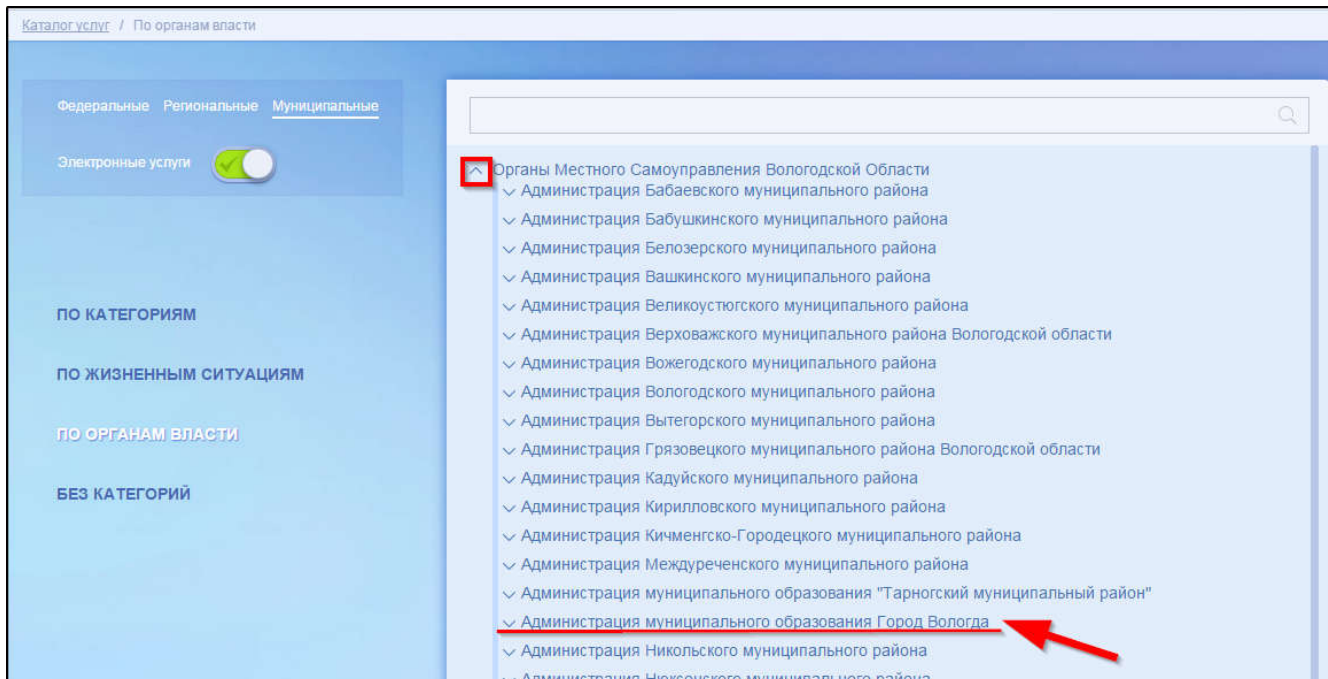 Каталог услуг / По органам власти
Федеральные Региональные Муниципальные
Электронные услуги
ПО КАТЕГОРИЯМ
ПО ЖИЗНЕННЫМ СИТУАЦИЯМ
ПО ОРГАНАМ ВЛАСТИ
БЕЗ КАТЕГОРИЙ
Органы Местного Самоуправления Вологодской Области
Администрация Бабаевского муниципального района
Администрация Бабушкинского муниципального района
Администрация Белозерского муниципального района
Администрация Вашкинского муниципального района
Администрация Великоустюгского муниципального района
Администрация Верховажского муниципального района Вологодской области
Администрация Вожегодского муниципального района
Администрация Вологодского муниципального района
Администрация Вытегорского муниципального района
Администрация Грязовецкого муниципального района Вологодской области
Администрация Кадуйского муниципального района
Администрация Кирилловского муниципального района
Администрация Кичменгско-Городецкого муниципального района
Администрация Междуреченского муниципального района
Администрация муниципального образования "Тарногский муниципальный район"
Администрация муниципального образования Город Вологда
Администрация Никольского муниципального района
Администрация Нюксенского муниципального района